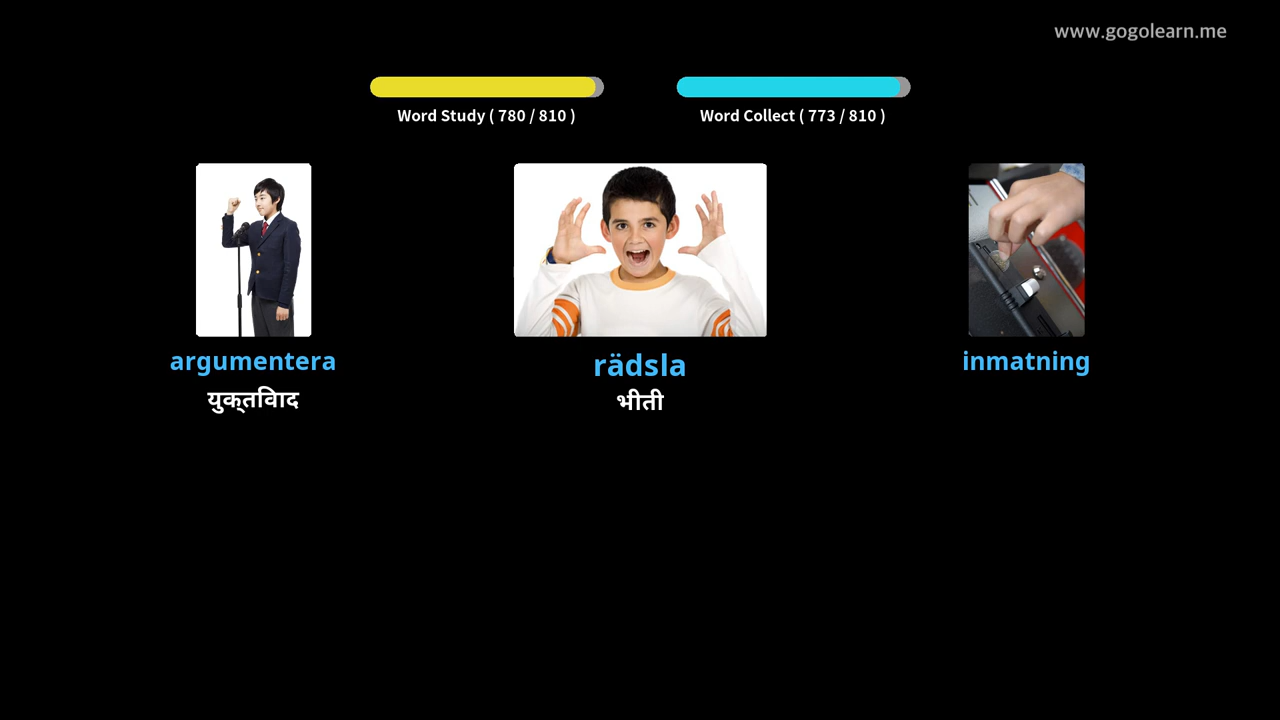 www.gogolearn.me
Word Study ( 780 / 810 )
Word Collect ( 773 / 810 )
argumentera
rädsla
inmatning
युक्तिवाद
भीती